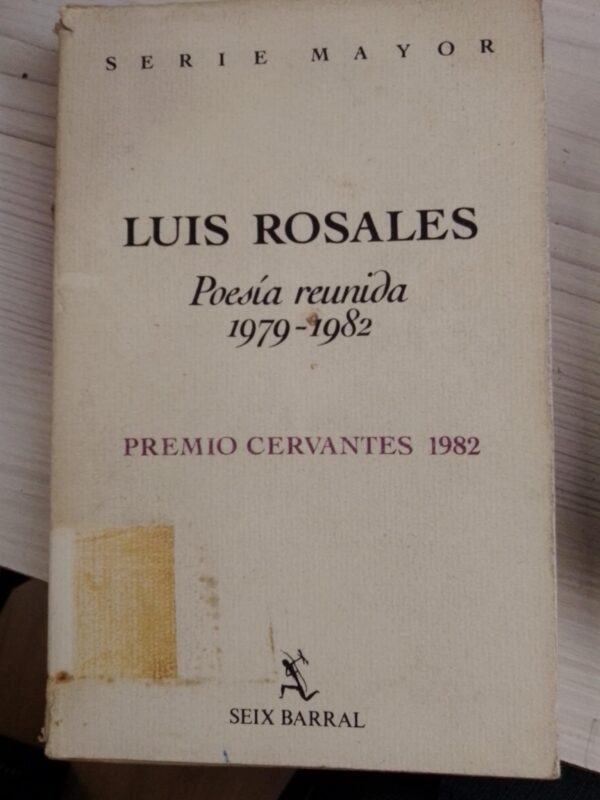 SERIE MAYOR
LUIS ROSALES
Poesía reunida
1979-1982
PREMIO CERVANTES 1982
SEIX BARRAL